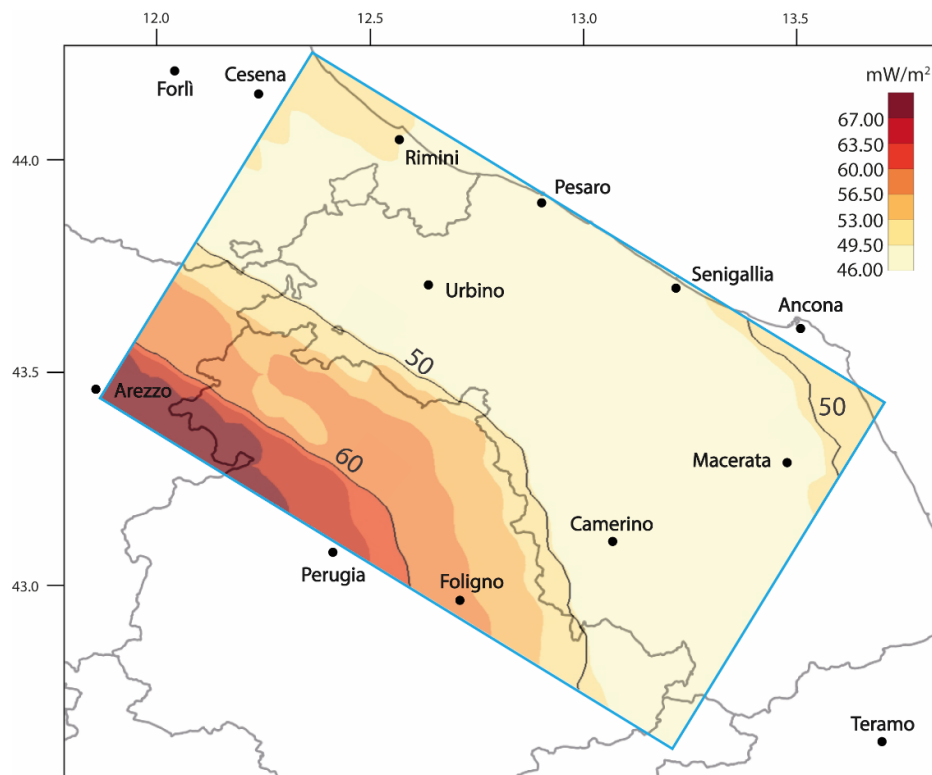 12.0 12.5 13.0 13.5
mW/m²
67.00
63.50
60.00
56.50
53.00
49.50
46.00
Forlì
Cesena
44.0
Rimini
Pesaro
Urbino
Senigallia
Ancona
50
43.5
Arezzo
50
60
Macerata
Camerino
43.0
Perugia
Foligno
Teramo